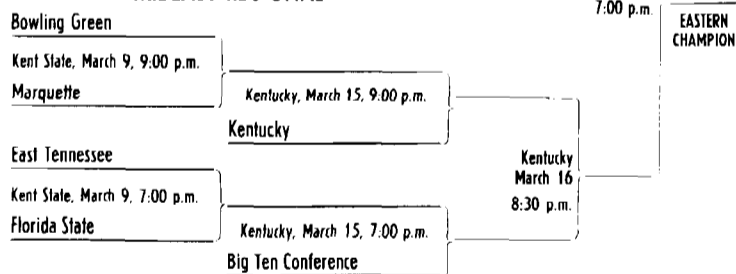 7:00 p.m.
EASTERN
CHAMPION
Bowling Green
Kent State, March 9, 9:00 p.m.
Marquette
Kentucky, March 15, 9:00 p.m.
Kentucky
East Tennessee
Kentucky
March 16
8:30 p.m.
Kent State, March 9, 7:00 p.m.
Florida State
Kentucky, March 15, 7:00 p.m.
Big Ten Conference